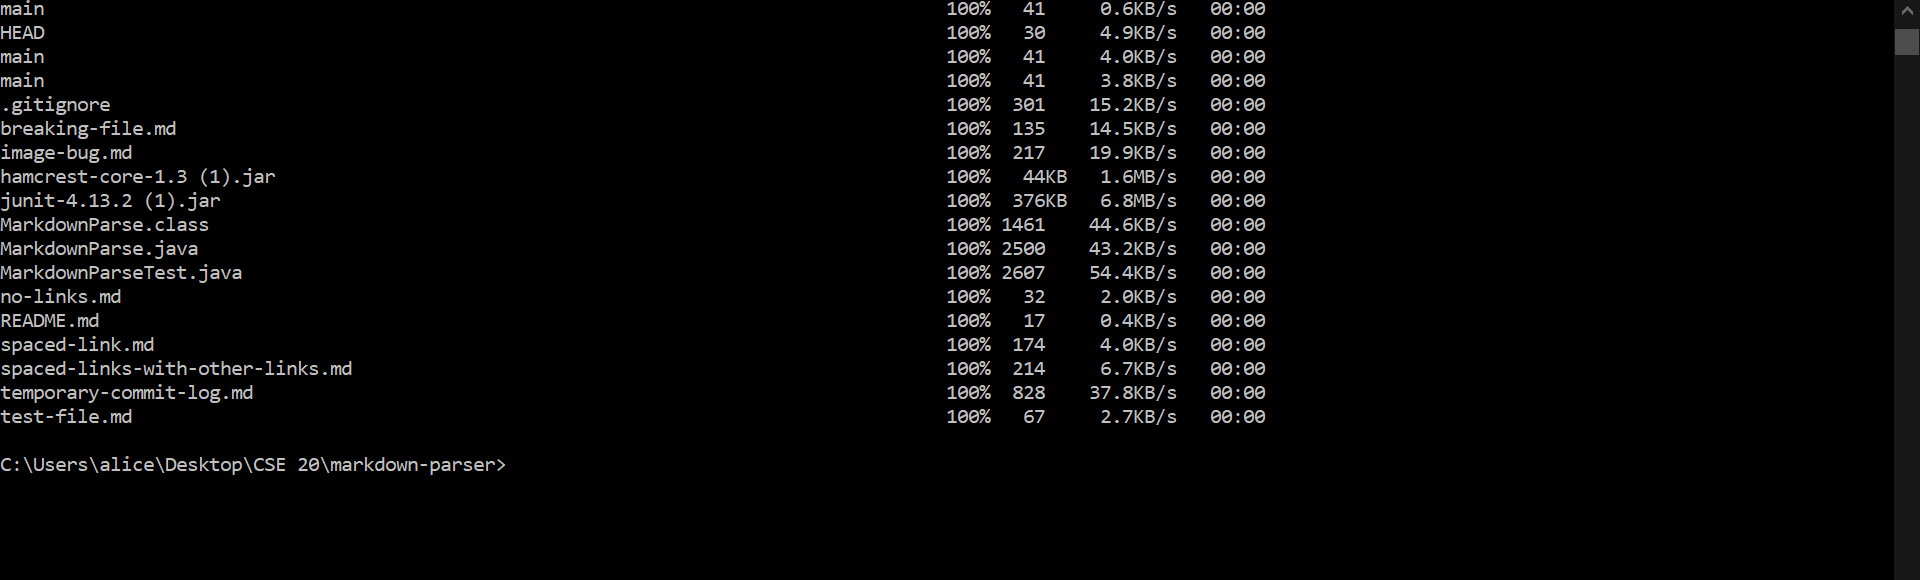 main 100% 41 0.6KB/s 00:00
HEAD 100% 30 4.9KB/s 00:00
main 100% 41 4.0KB/s 00:00
main 100% 41 3.8KB/s 00:00
.gitignore 100% 301 15.2KB/s 00:00
breaking-file.md 100% 135 14.5KB/s 00:00
image-bug.md 100% 217 19.9KB/s 00:00
hamcrest-core-1.3 (1).jar 100% 44KB 1.6MB/s 00:00
junit-4.13.2 (1).jar 100% 376KB 6.8MB/s 00:00
MarkdownParse.class 100% 1461 44.6KB/s 00:00
MarkdownParse.java 100% 2500 43.2KB/s 00:00
MarkdownParseTest.java 100% 2607 54.4KB/s 00:00
no-links.md 100% 32 2.0KB/s 00:00
README.md 100% 17 0.4KB/s 00:00
spaced-link.md 100% 174 4.0KB/s 00:00
spaced-links-with-other-links.md 100% 214 6.7KB/s 00:00
temporary-commit-log.md 100% 828 37.8KB/s 00:00
test-file.md 100% 67 2.7KB/s 00:00
C:\Users\alice\Desktop\CSE 20\markdown-parser>